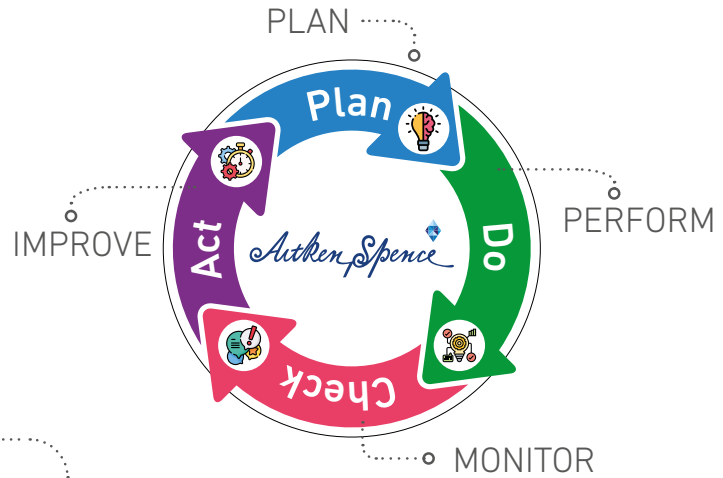 PLAN
Plan
Do
PERFORM
IMPROVE
Act
Aitken Spence
Check
MONITOR